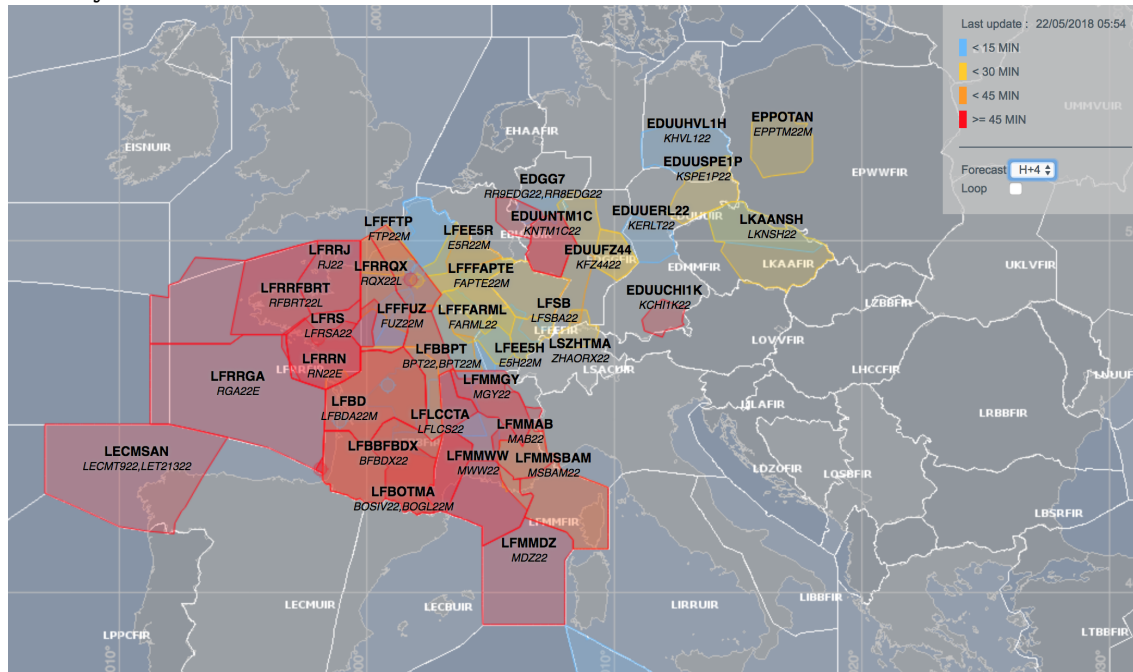 Last update : 22/05/2018 05:54
< 15 MIN
< 30 MIN
< 45 MIN
>= 45 MIN
Forecast H+4
Loop
EISNUIR
EHAAFIR
UMMVUIR
EPWWFIR
EDUUHVL1H
KHVL122
EPPOTAN
EPPTM22M
EDUUSPE1P
KSPE1P22
EDGG7
RR9EDG22,RR8EDG22
EDUUNTM1C
KNTM1C22
EDUUERL22
KERLT22
LKAANSH
LKNSH22
LFFFTP
FTP22M
LFEE5R
E5R22M
EDUUFZ44
KFZ4422
LFRRJ
RJ22
LFRRQX
RQX22L
LFFFAPTE
FAPTE22M
EDMMFIR
LKAAFIR
UKLVFIR
LFRRFBRT
RFBRT22L
LFRS
LFRSA22
LFFFUZ
FUZ22M
LFFFARML
FARML22
LFSB
LFSBA22
EDUUCHI1K
KCHI1K22
LZBBFIR
LOVVFIR
LFRRN
RN22E
LFBBPT
BPT22,BPT22M
LFEE5H
E5H22M
LSZHTMA
ZHAORX22
LSACUIR
LHCCFIR
LFRRGA
RGA22E
LFMMGY
MGY22
LJLAFIR
LRBBFIR
LFBD
LFBDA22M
LFLCCTA
LFLCS22
LFMMAB
MAB22
LECMSAN
LECMT922,LET21322
LFBBFBDX
BFBDX22
LFMMWW
MWW22
LFMMSBAM
MSBAM22
LDZOFIR
LQSBFIR
LFBOTMA
BOSIV22,BOGL22M
LFMMFIR
LBSRFIR
LFMMDZ
MDZ22
LECMUIR
LECBUIR
LIRRUIR
LIBBFIR
LPPCFIR
LTBBFIR